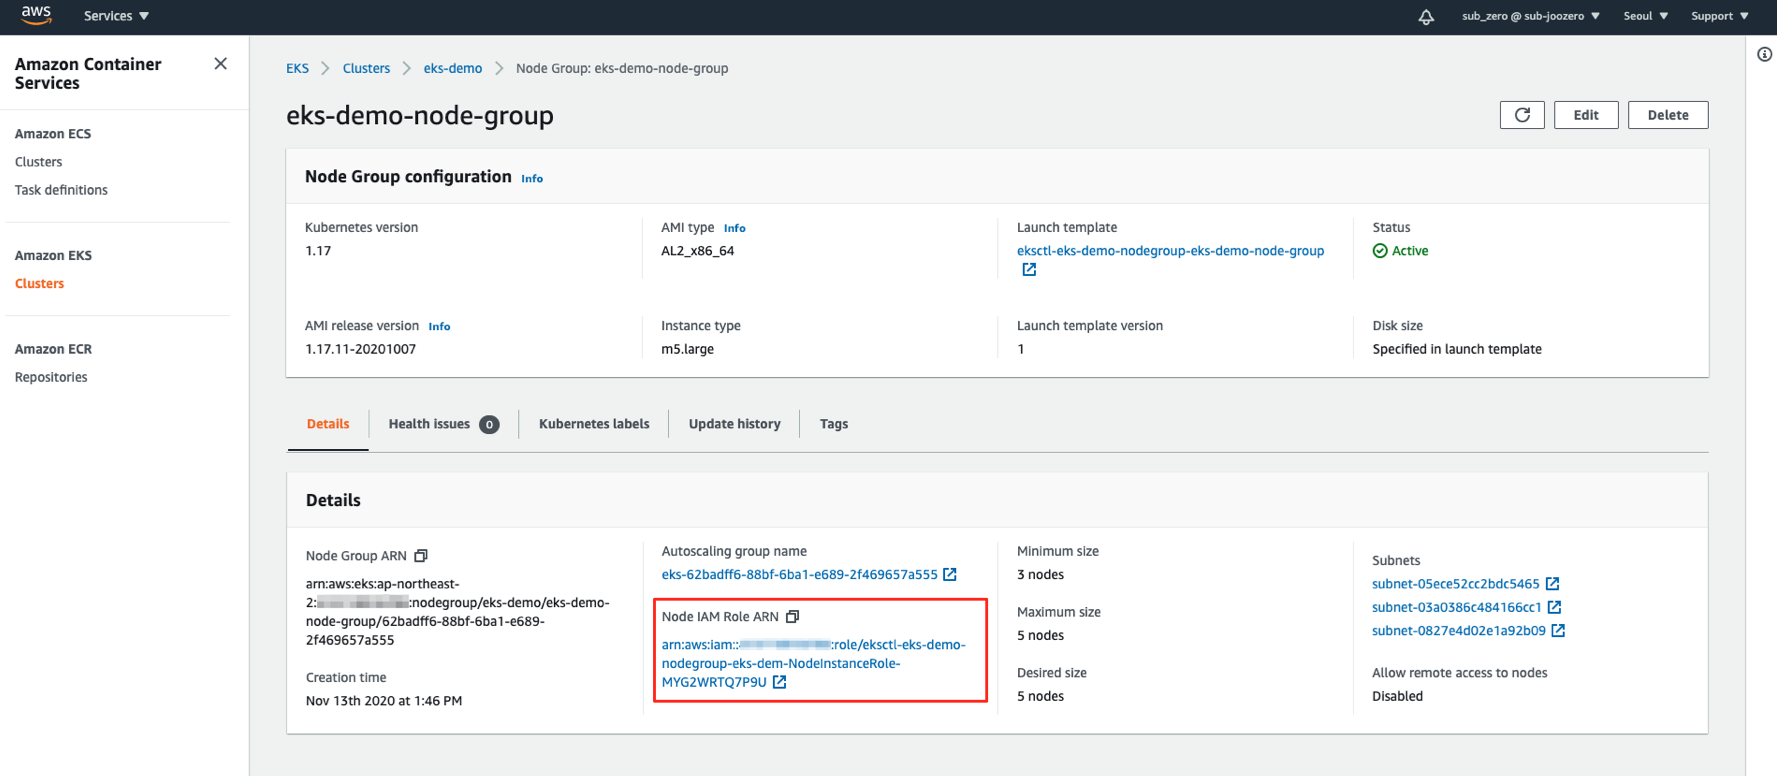 aws
Services
sub_zero @ sub-joozero
Seoul
Support
Amazon Container
Services
Amazon ECS
Clusters
Task definitions
Amazon EKS
Clusters
Amazon ECR
Repositories
EKS
Clusters
eks-demo
Node Group: eks-demo-node-group
eks-demo-node-group
Edit
Delete
Node Group configuration Info
Kubernetes version
1.17
AMI type Info
AL2_x86_64
Launch template
eksctl-eks-demo-nodegroup-eks-demo-node-group
Status
Active
AMI release version Info
1.17.11-20201007
Instance type
m5.large
Launch template version
1
Disk size
Specified in launch template
Details
Health issues 0
Kubernetes labels
Update history
Tags
Details
Node Group ARN
arn:aws:eks:ap-northeast-
2: :nodegroup/eks-demo/eks-demo-
node-group/62badff6-88bf-6ba1-e689-
2f469657a555
Creation time
Nov 13th 2020 at 1:46 PM
Autoscaling group name
eks-62badff6-88bf-6ba1-e689-2f469657a555
Node IAM Role ARN
arn:aws:iam:: :role/eksctl-eks-demo-
nodegroup-eks-dem-NodeInstanceRole-
MYG2WRTQ7P9U
Minimum size
3 nodes
Maximum size
5 nodes
Desired size
5 nodes
Subnets
subnet-05ece52cc2bdc5465
subnet-03a0386c484166cc1
subnet-0827e4d02e1a92b09
Allow remote access to nodes
Disabled